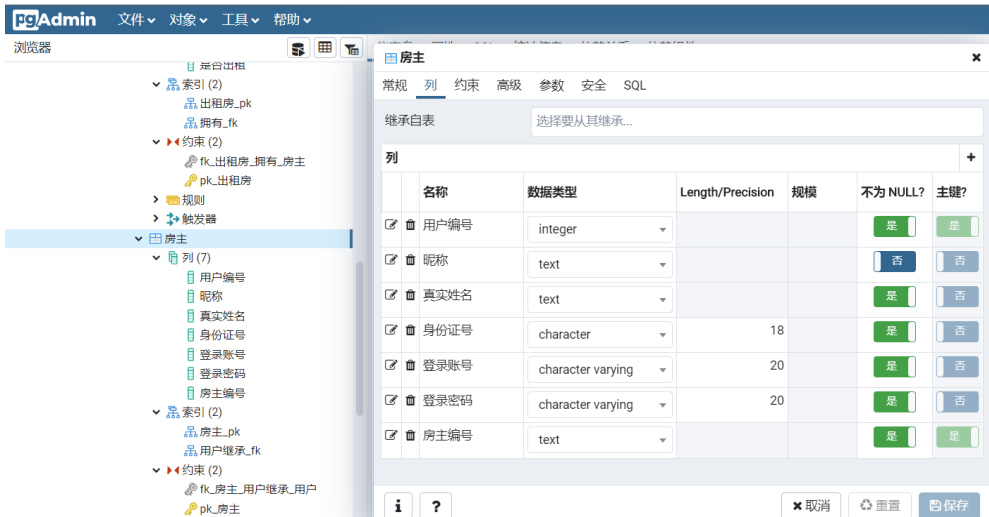 pgAdmin 文件 对象 工具 帮助
浏览器
是否出租
索引 (2)
出租房_pk
拥有_fk
约束 (2)
fk_出租房_拥有_房主
pk_出租房
规则
触发器
房主
列 (7)
用户编号
昵称
真实姓名
身份证号
登录账号
登录密码
房主编号
索引 (2)
房主_pk
用户继承_fk
约束 (2)
fk_房主_用户继承_用户
pk_房主
房主
常规 列 约束 高级 参数 安全 SQL
继承自表 选择要从其继承...
列
名称 数据类型 Length/Precision 规模 不为 NULL? 主键?
用户编号 integer 是 是
昵称 text 否 否
真实姓名 text 是 否
身份证号 character 18 是 否
登录账号 character varying 20 是 否
登录密码 character varying 20 是 否
房主编号 text 是 是
i ? 取消 重置 保存